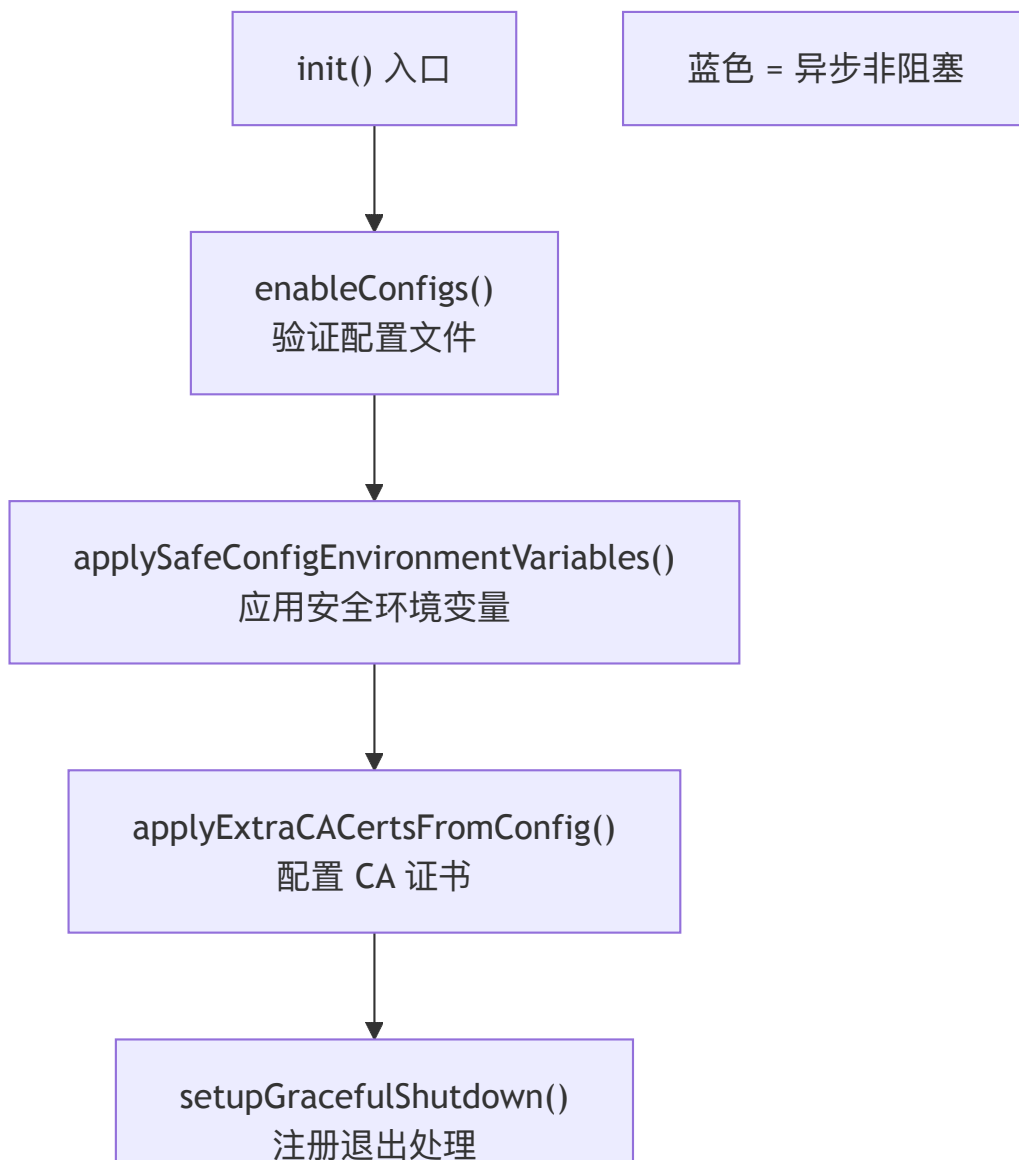 init() 入口
蓝色 = 异步非阻塞
enableConfigs()
验证配置文件
applySafeConfigEnvironmentVariables()
应用安全环境变量
applyExtraCACertsFromConfig()
配置 CA 证书
setupGracefulShutdown()
注册退出处理